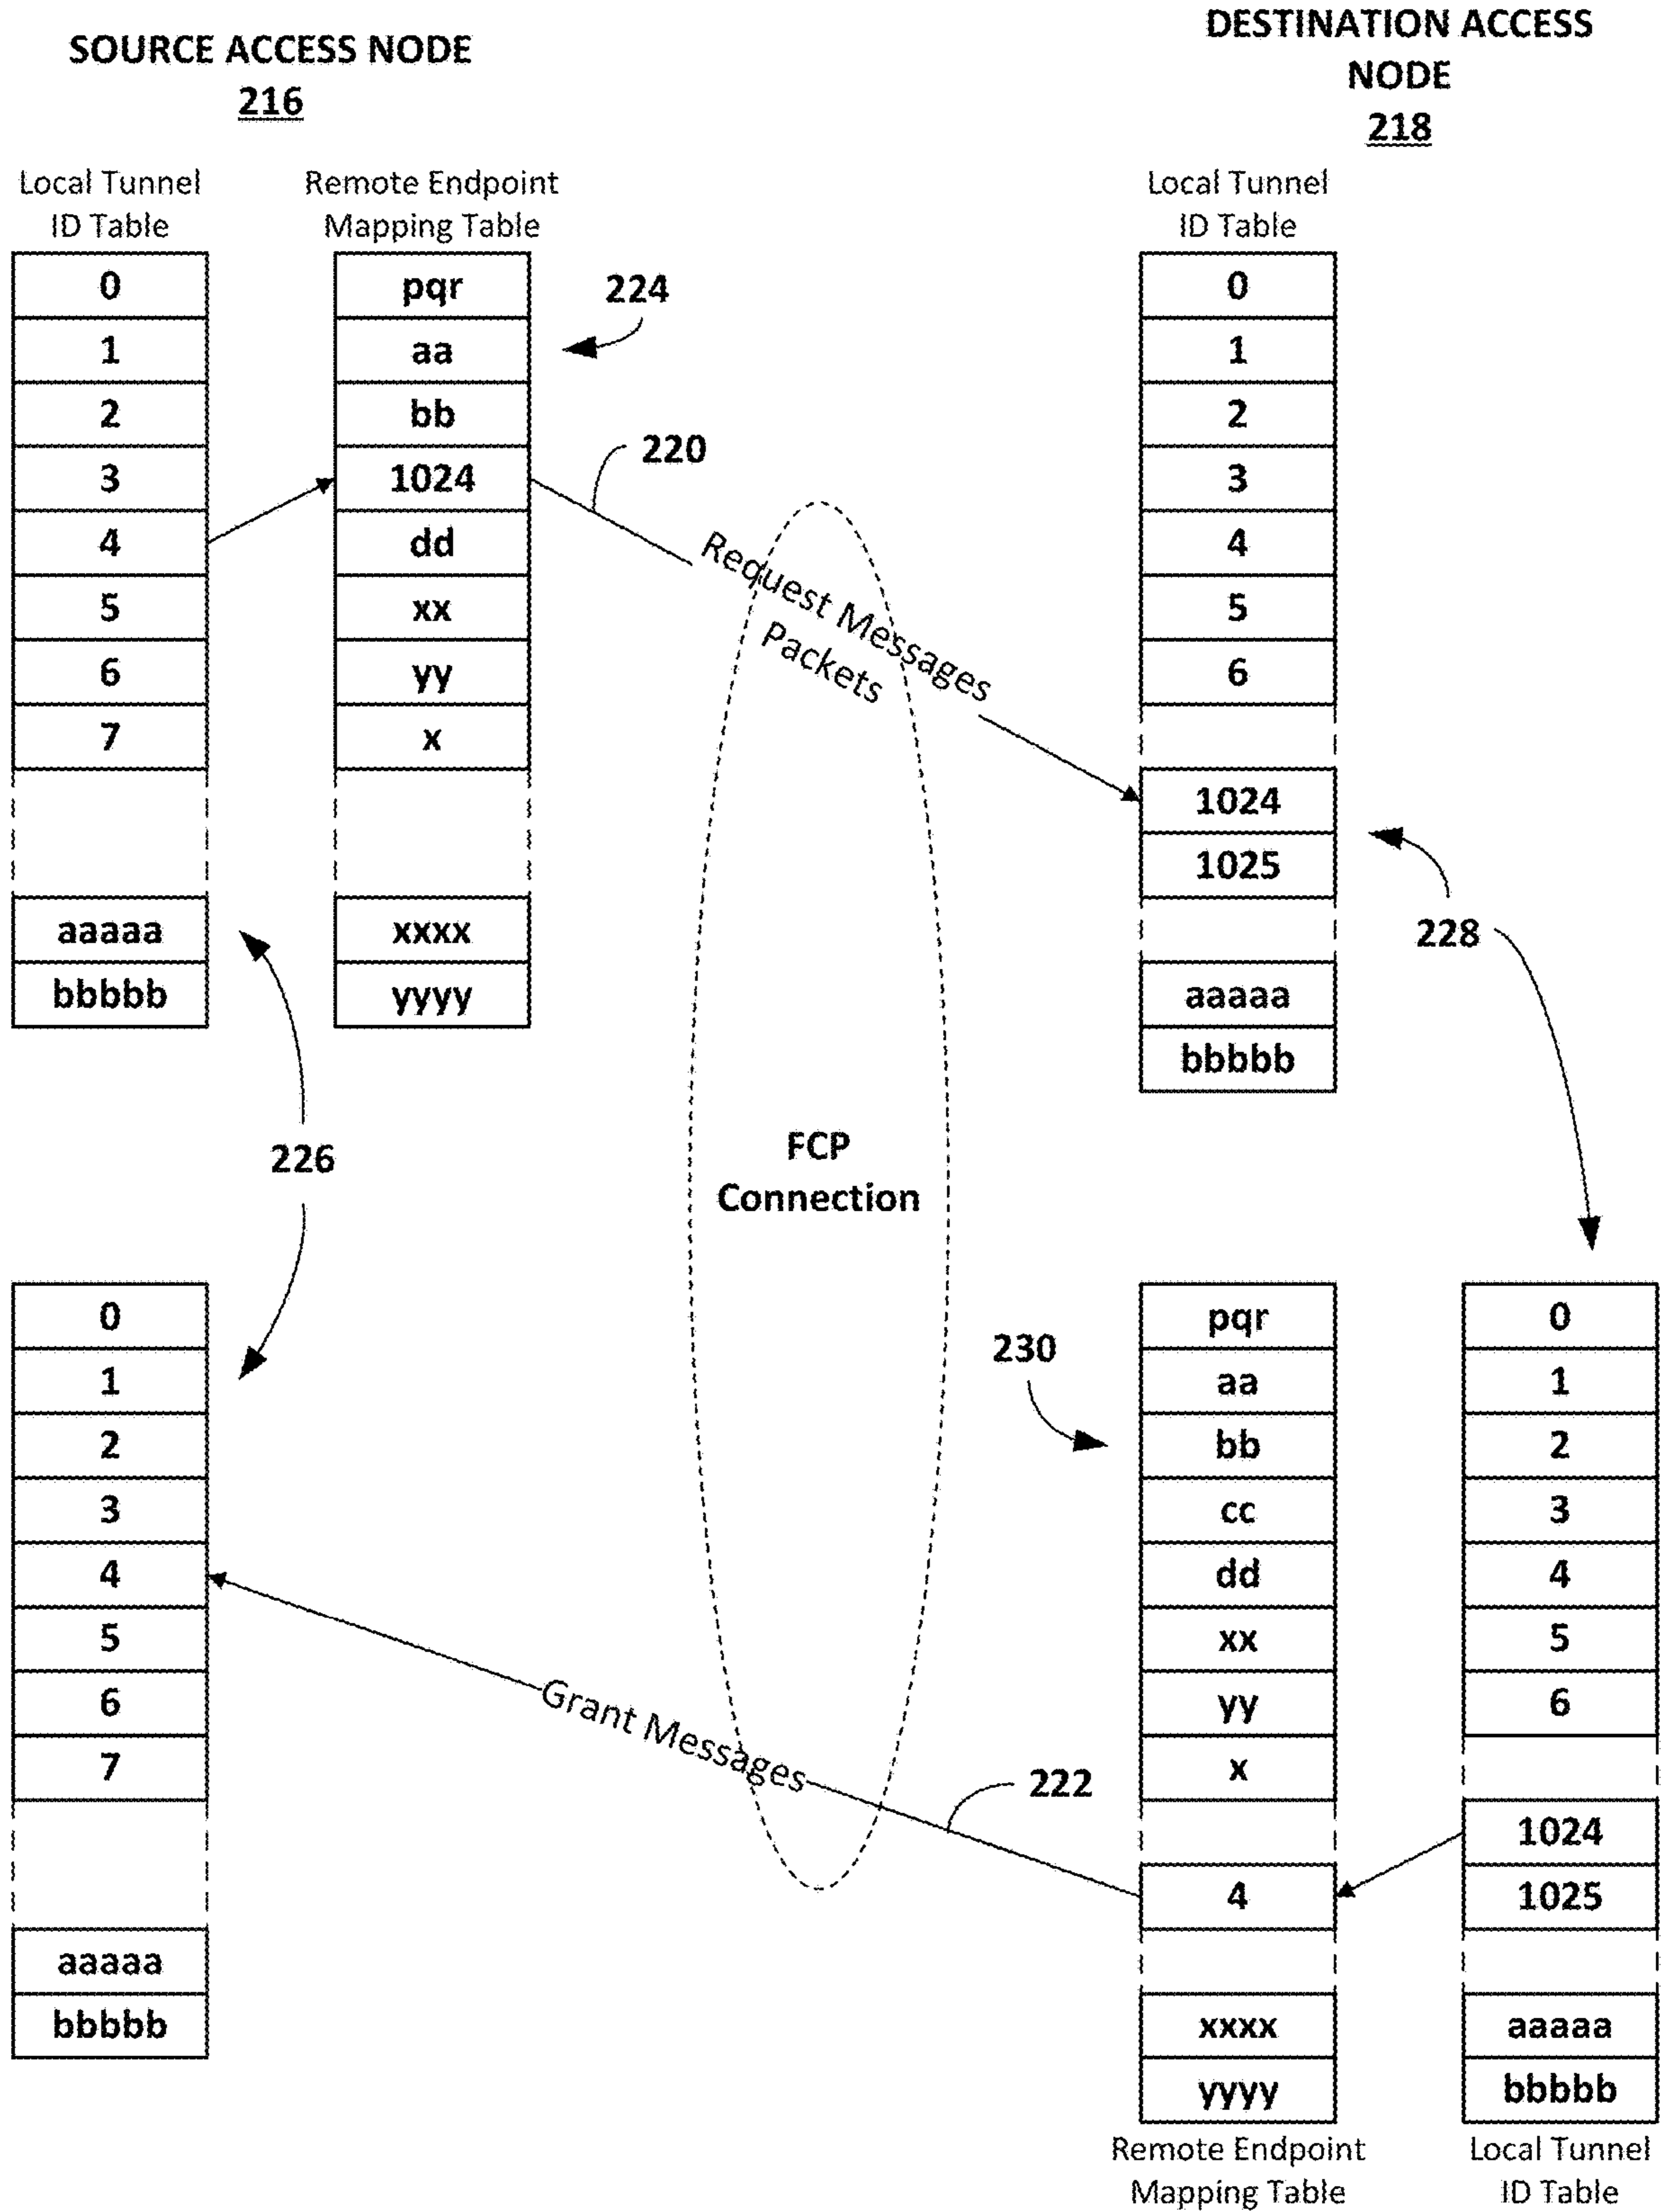 SOURCE ACCESS NODE
216
DESTINATION ACCESS
NODE
218
Local Tunnel
ID Table
Remote Endpoint
Mapping Table
Local Tunnel
ID Table
0
1
2
3
4
5
6
7
aaaaa
bbbbb
pqr
aa
bb
1024
dd
xx
yy
x
xxxx
yyyy
224
220
Request Messages
Packets
0
1
2
3
4
5
6
1024
1025
aaaaa
bbbbb
228
226
FCP
Connection
0
1
2
3
4
5
6
7
aaaaa
bbbbb
Grant Messages
222
230
pqr
aa
bb
cc
dd
xx
yy
x
4
xxxx
yyyy
Remote Endpoint
Mapping Table
0
1
2
3
4
5
6
1024
1025
aaaaa
bbbbb
Local Tunnel
ID Table